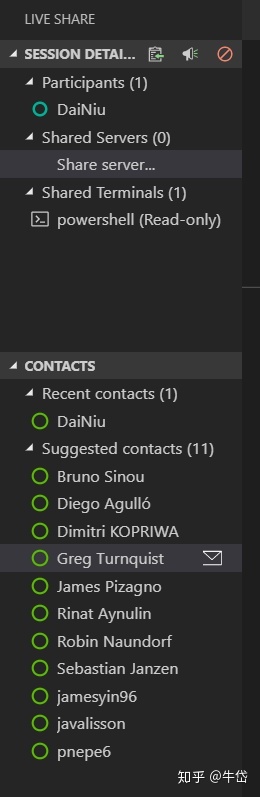 LIVE SHARE
SESSION DETAI...
Participants (1)
DaiNiu
Shared Servers (0)
Share server...
Shared Terminals (1)
powershell (Read-only)
CONTACTS
Recent contacts (1)
DaiNiu
Suggested contacts (11)
Bruno Sinou
Diego Agulló
Dimitri KOPRIWA
Greg Turnquist
James Pizagno
Rinat Aynulin
Robin Naundorf
Sebastian Janzen
jamesyin96
javalisson
pnepe6
知乎 @牛岱